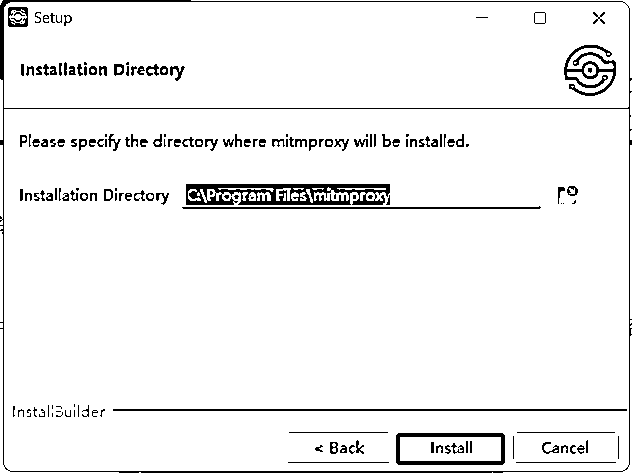 Setup
Installation Directory
Please specify the directory where mitmproxy will be installed.
Installation Directory C:\Program Files\mitmproxy
InstallBuilder
< Back Install Cancel